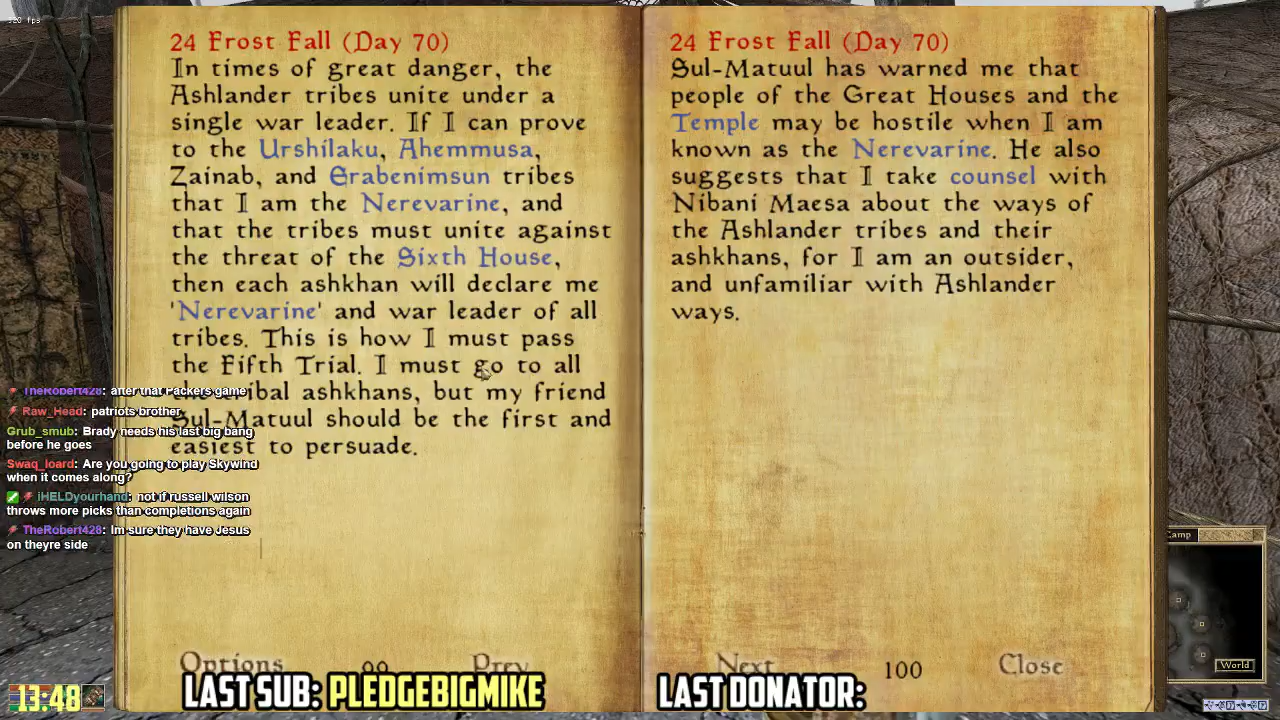 320 fps
24 Frost Fall (Day 70)
In times of great danger, the
Ashlander tribes unite under a
single war leader. If I can prove
to the Urshilaku, Ahemmusa,
Zainab, and Erabenimsun tribes
that I am the Nerevarine, and
that the tribes must unite against
the threat of the Sixth House,
then each ashkhan will declare me
'Nerevarine' and war leader of all
tribes. This is how I must pass
the Fifth Trial. I must go to all
ashkhans, but my friend
Sul-Matuul should be the first and
easiest to persuade.
Options
99
Prev
24 Frost Fall (Day 70)
Sul-Matuul has warned me that
people of the Great Houses and the
Temple may be hostile when I am
known as the Nerevarine. He also
suggests that I take counsel with
Nibani Maesa about the ways of
the Ashlander tribes and their
ashkhans, for I am an outsider,
and unfamiliar with Ashlander
ways.
Next
100
Close
TheRobert428: after that Packers game
Raw_Head: patriots brother
Grub_smub: Brady needs his last big bang
before he goes
Swaq_loard: Are you going to play Skywind
when it comes along?
iHELDyourhand: not if russell wilson
throws more picks than completions again
TheRobert428: Im sure they have Jesus
on theyre side
Camp
World
13:48
LAST SUB: PLEDGEBIGMIKE
LAST DONATOR: